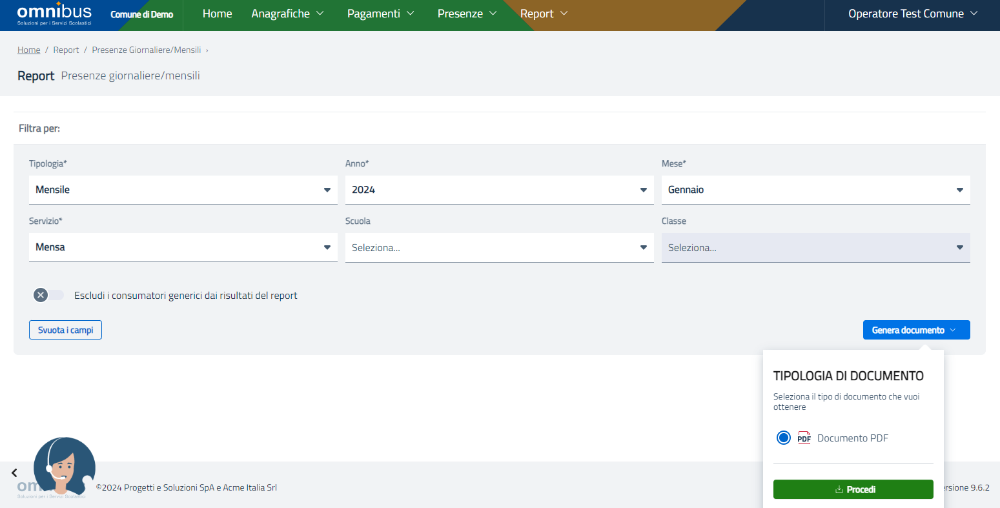 omnibus
Soluzioni per i Servizi Scolastici
Comune di Demo
Home
Anagrafiche
Pagamenti
Presenze
Report
Operatore Test Comune
Home / Report / Presenze Giornaliere/Mensili ›
Report Presenze giornaliere/mensili
Filtra per:
Tipologia* Anno* Mese*
Mensile 2024 Gennaio
Servizio* Scuola Classe
Mensa Seleziona... Seleziona...
Escludi i consumatori generici dai risultati del report
Svuota i campi
Genera documento
TIPOLOGIA DI DOCUMENTO
Seleziona il tipo di documento che vuoi
ottenere
PDF Documento PDF
Procedi
om
Soluzioni per i Servizi Scolastici
©2024 Progetti e Soluzioni SpA e Acme Italia Srl
ersione 9.6.2